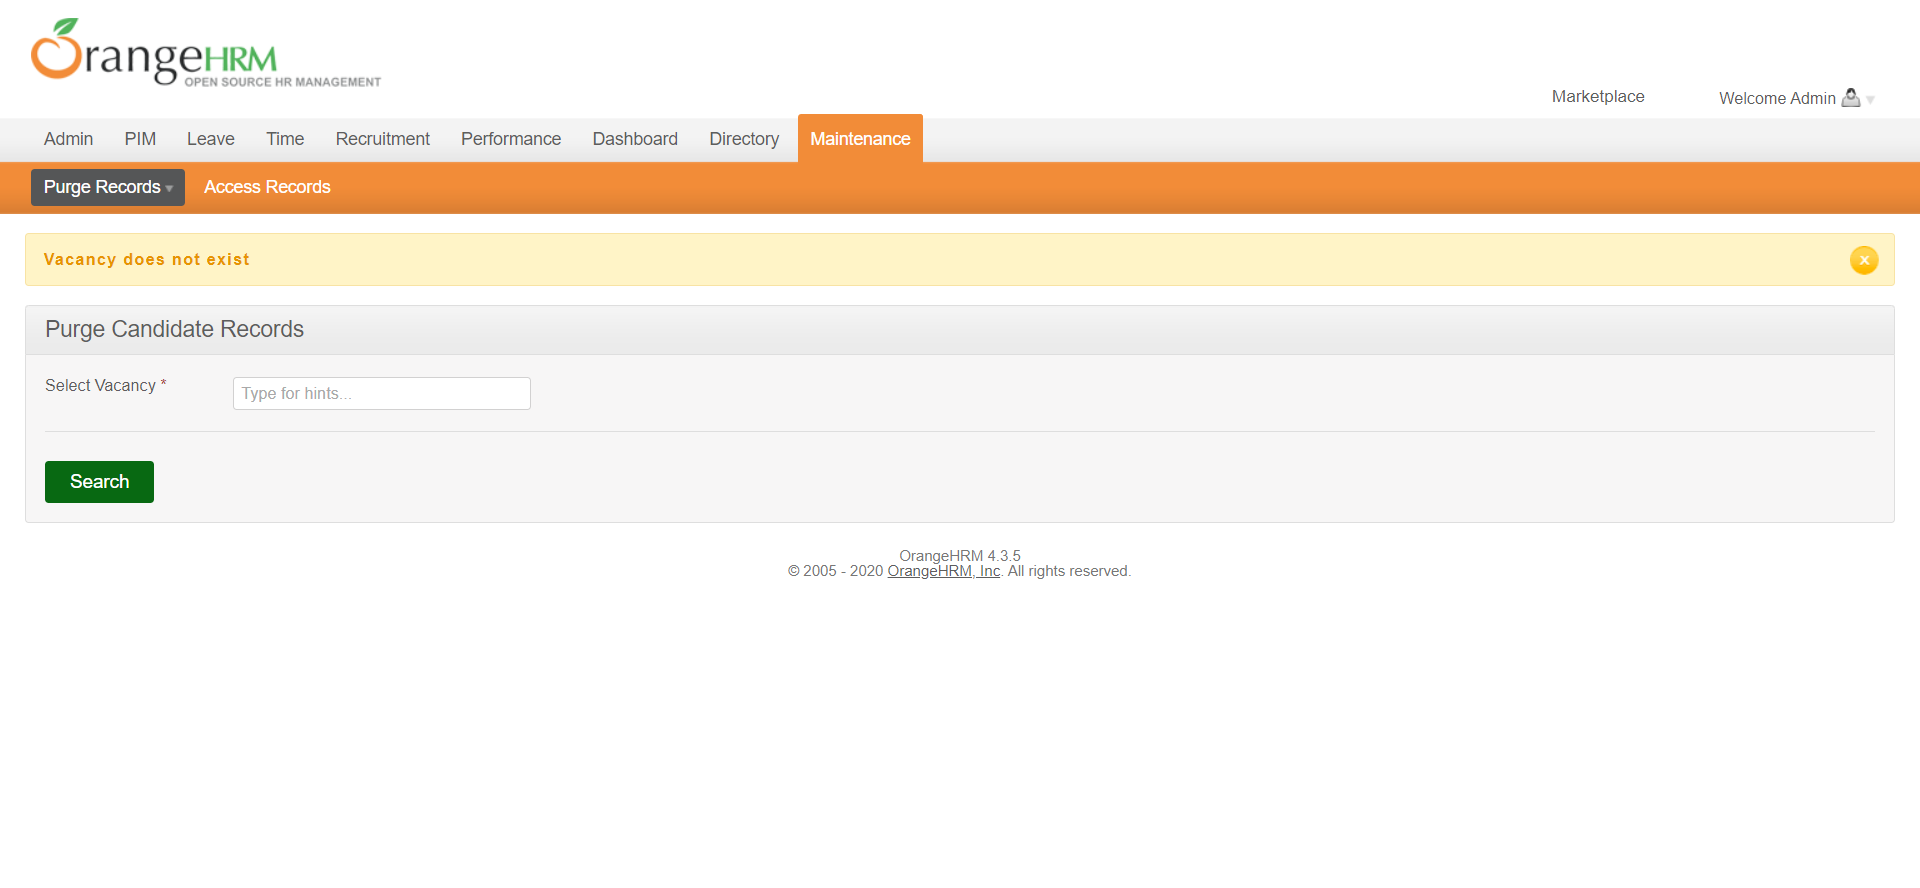 OrangeHRM
OPEN SOURCE HR MANAGEMENT
Marketplace
Welcome Admin
Admin PIM Leave Time Recruitment Performance Dashboard Directory Maintenance
Purge Records Access Records
Vacancy does not exist
Purge Candidate Records
Select Vacancy *
Type for hints...
Search
OrangeHRM 4.3.5
© 2005 - 2020 OrangeHRM, Inc. All rights reserved.